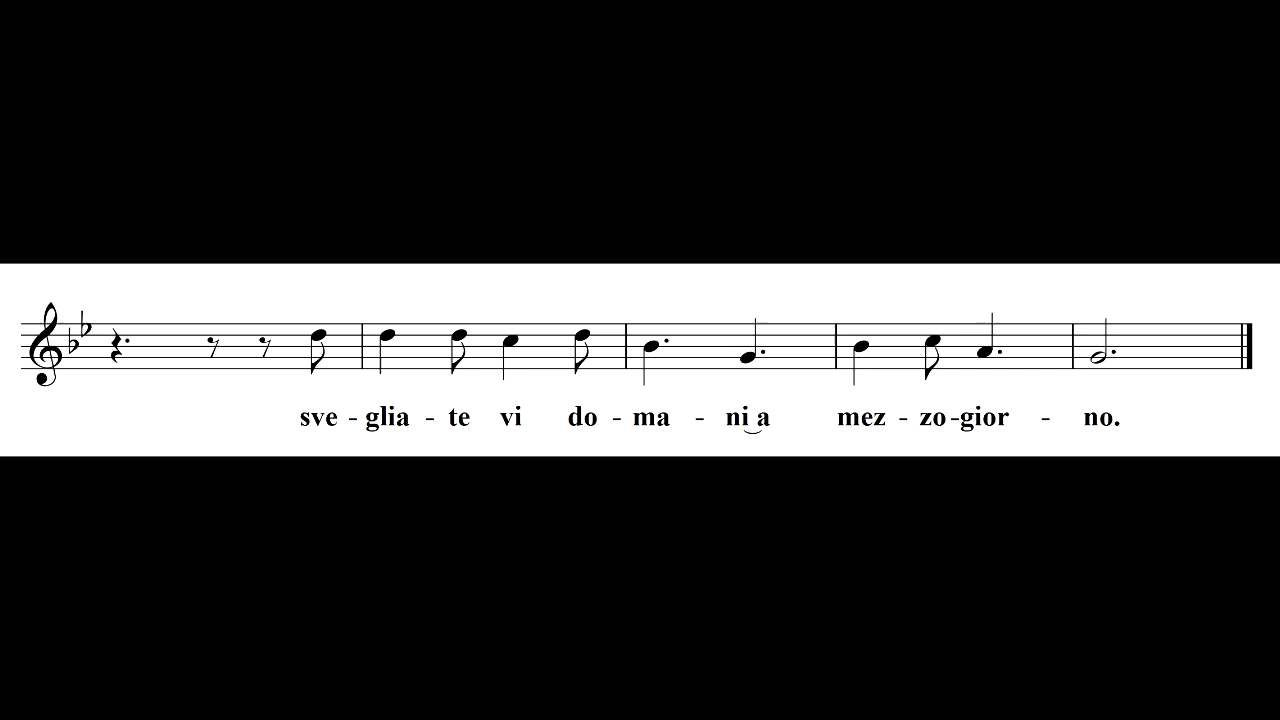 sve - glia - te vi do - ma - ni a mez - zo - gior - no.